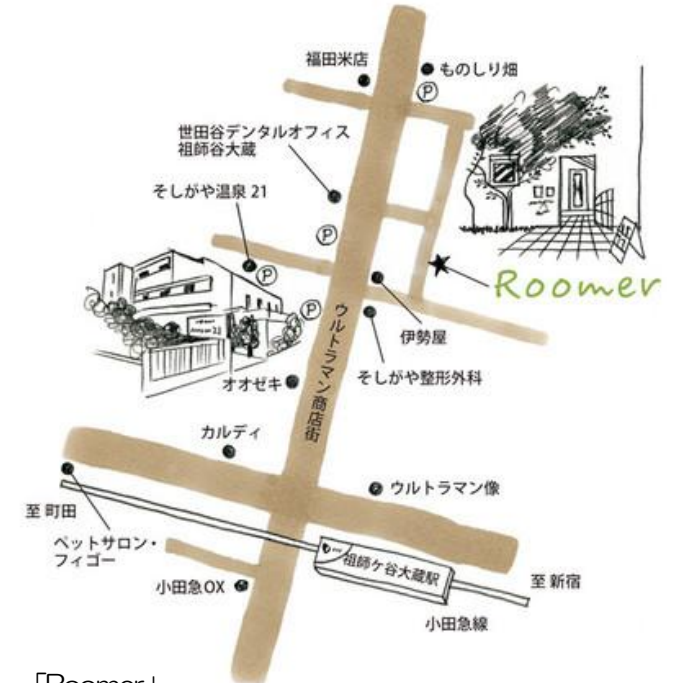 福田米店
ものしり畑
P
世田谷デンタルオフィス
祖師谷大蔵
そしがや温泉 21
P
P
P
Roomer
伊勢屋
ウルトラマン商店街
そしがや整形外科
オオゼキ
カルディ
ウルトラマン像
至 町田
ペットサロン・
フィゴー
祖師ケ谷大蔵駅
至 新宿
小田急OX
小田急線
「Roomer」